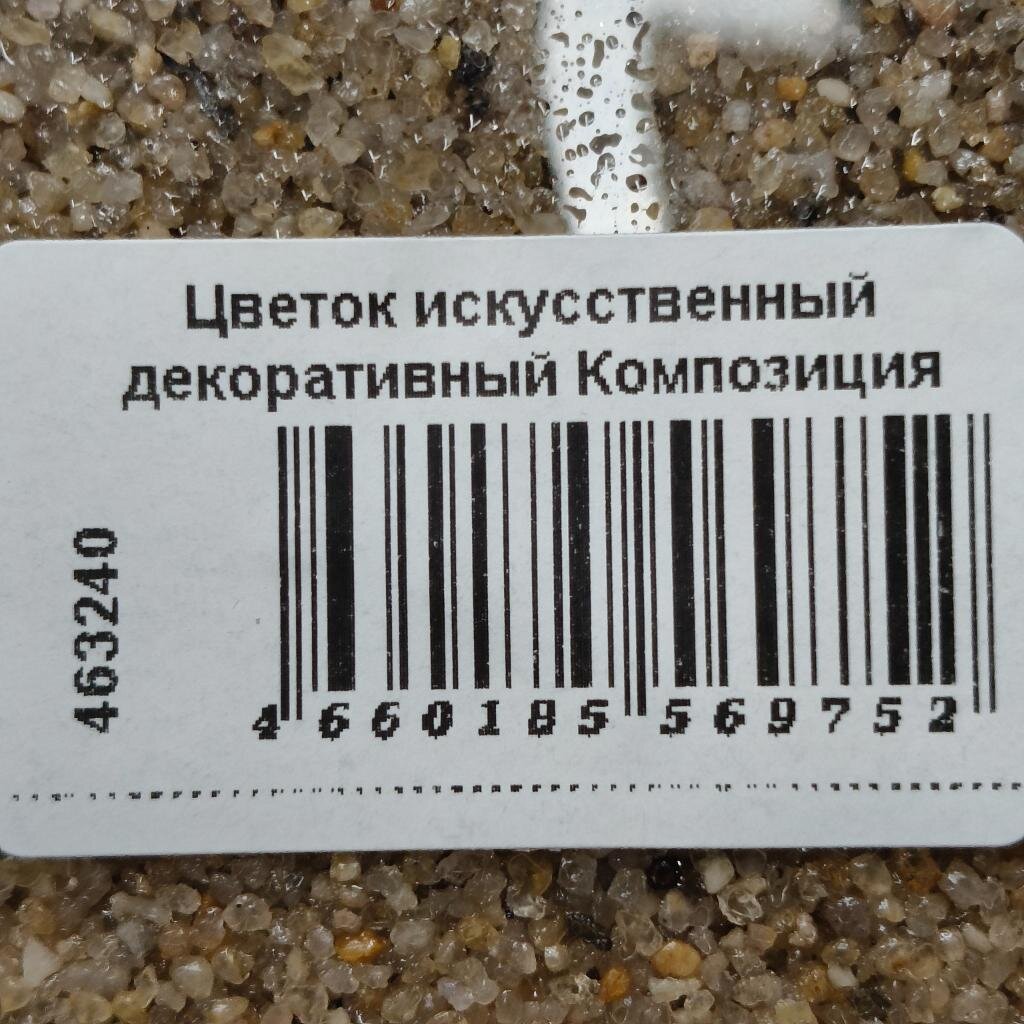 Цветок искусственный
декоративный Композиция
463240
4 660185 569752